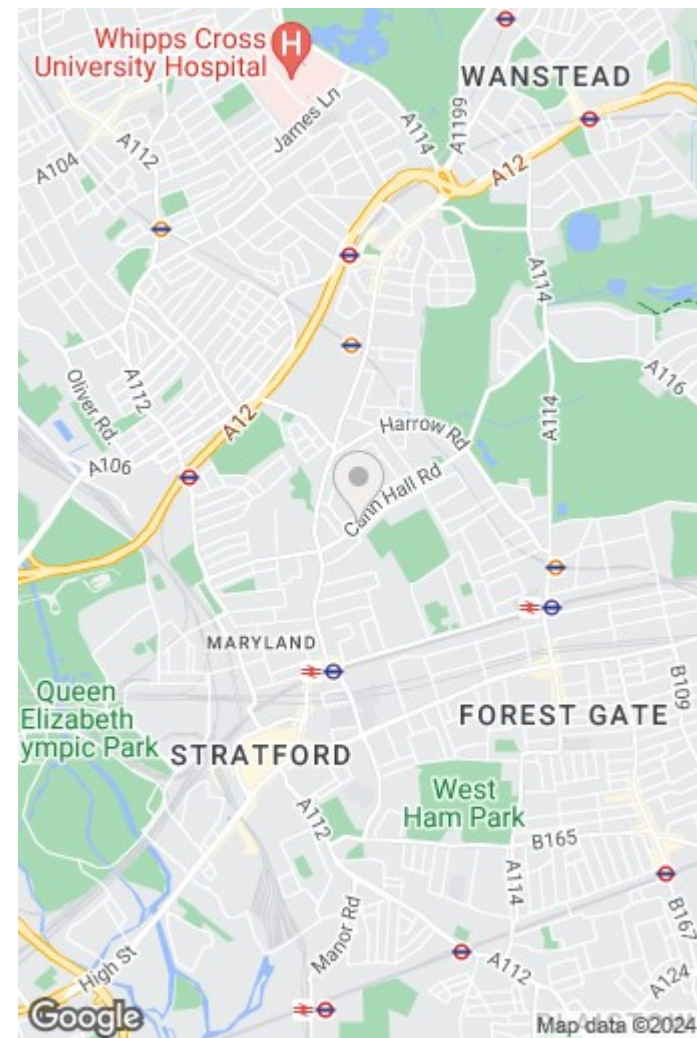 Whipps Cross
University Hospital
H
WANSTEAD
James Ln
A114
A1199
A112
A104
A12
A114
A116
Oliver Rd.
A112
A12
A114
Harrow Rd
A106
Cann Hall Rd
MARYLAND
B109
Queen
Elizabeth
ympic Park
FOREST GATE
STRATFORD
West
Ham Park
A112
B165
A114
Manor Rd
B167
High St
A112
A124
Google
Map data ©2024